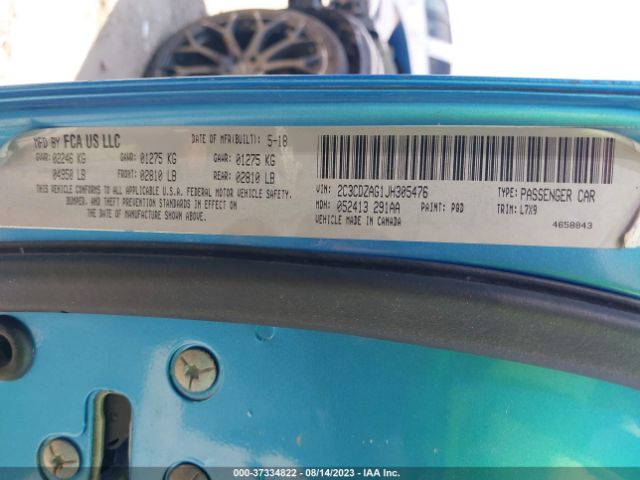 MFD BY FCA US LLC DATE OF MFR(BUILT): 5-18
GVWR: 02246 KG GAWR: 01275 KG GAWR: 01275 KG
04950 LB FRONT: 02810 LB REAR: 02810 LB
THIS VEHICLE CONFORMS TO ALL APPLICABLE U.S.A. FEDERAL MOTOR VEHICLE SAFETY,
BUMPER, AND THEFT PREVENTION STANDARDS IN EFFECT ON
THE DATE OF MANUFACTURE SHOWN ABOVE.
VIN: 2C3CDZAG1JH305476 TYPE: PASSENGER CAR
MDH: 052413 291AA PAINT: PQD TRIM: L7X9
VEHICLE MADE IN CANADA 4658843
000-37334822 - 08/14/2023 - IAA Inc.